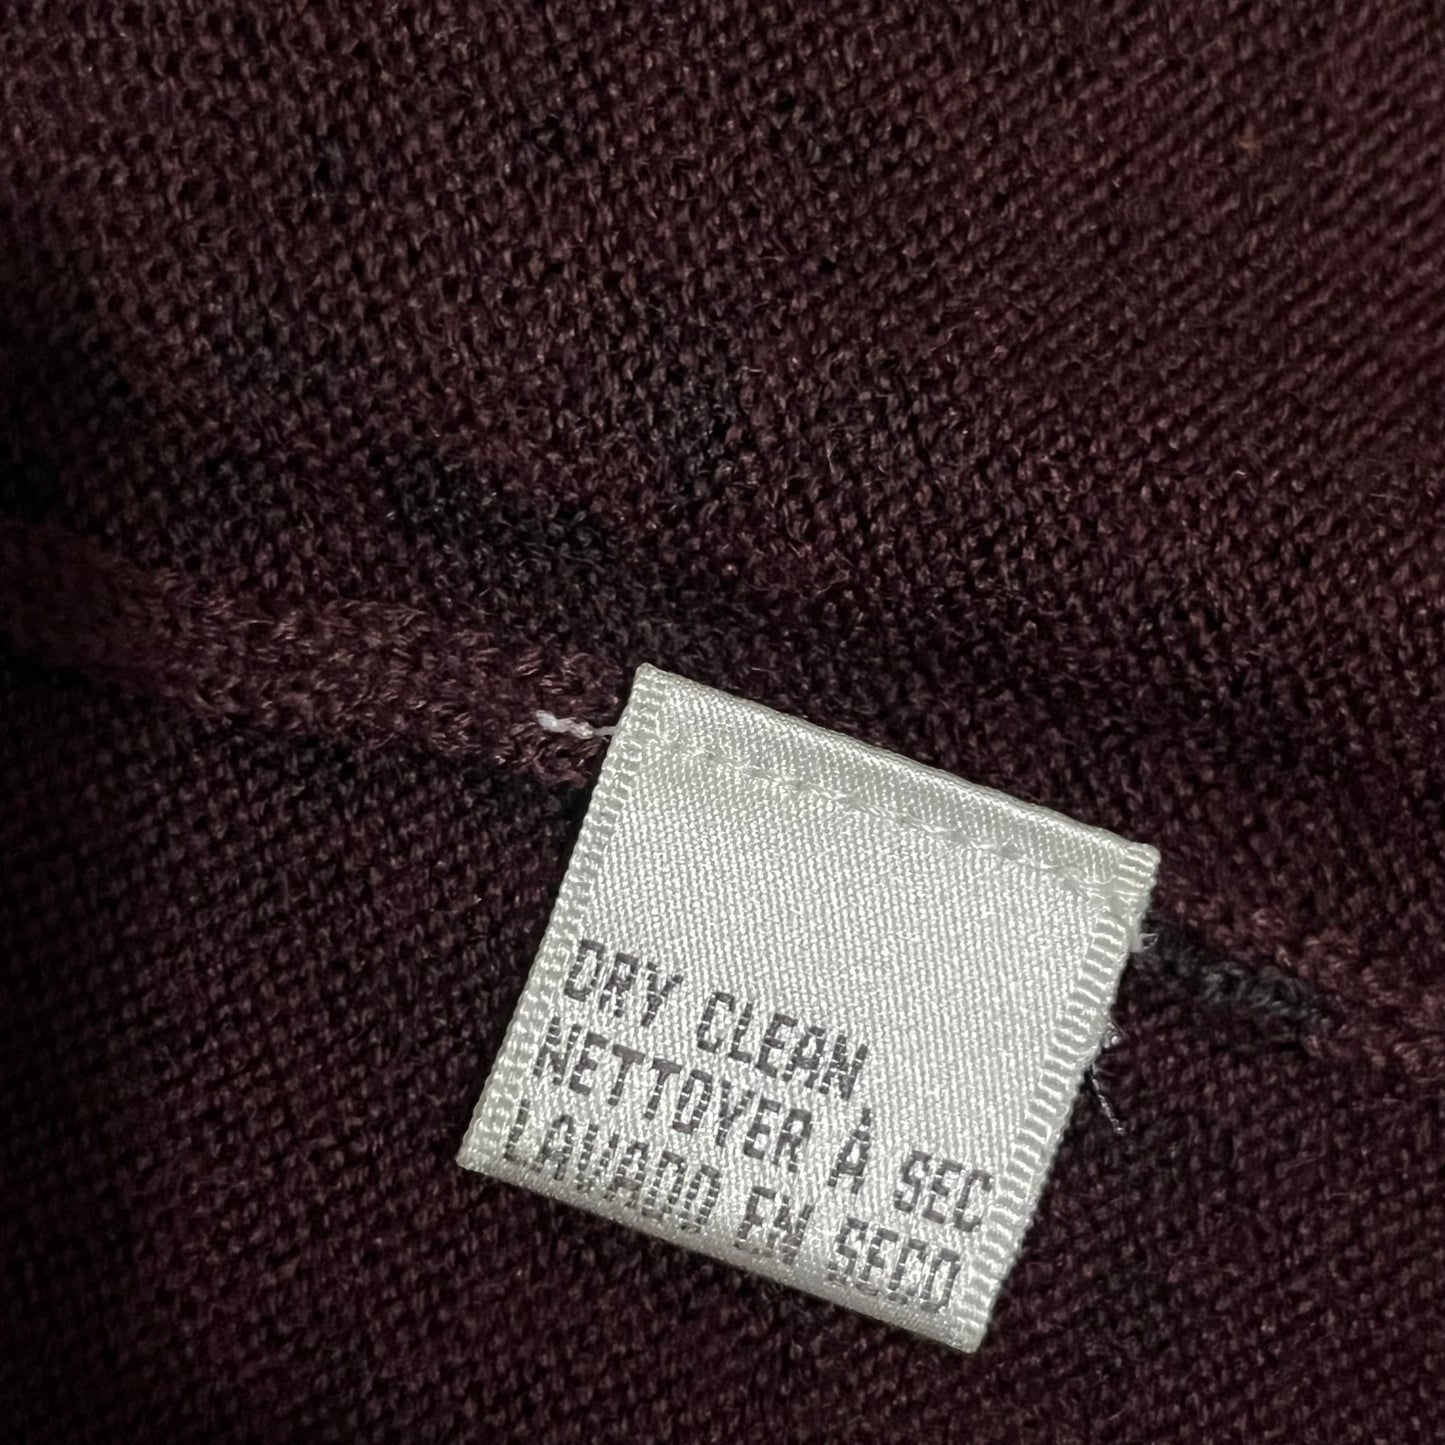 DRY CLEAN
NETTOYER À SEC
LAVADO EN SECO